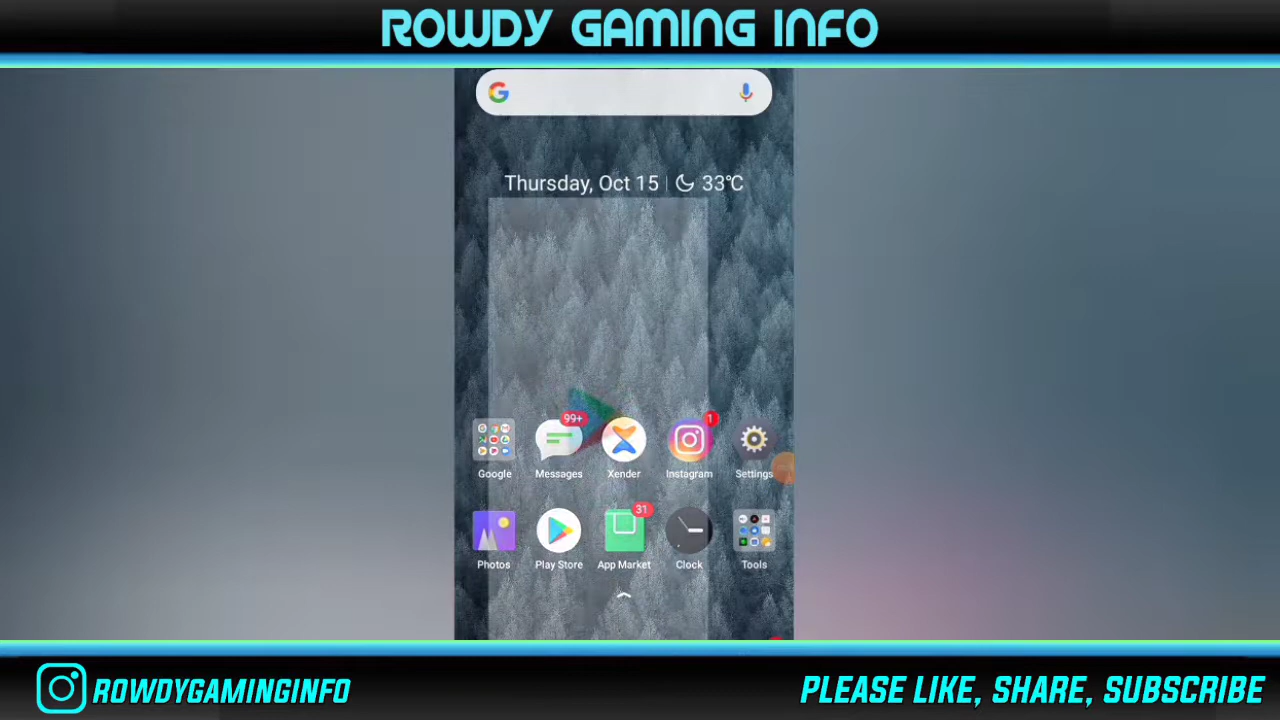 ROWDY GAMING INFO
Thursday, Oct 15 | 33°C
99+
1
Google Messages Xender Instagram Settings
31
Photos Play Store App Market Clock Tools
ROWDYGAMINGINFO
PLEASE LIKE, SHARE, SUBSCRIBE